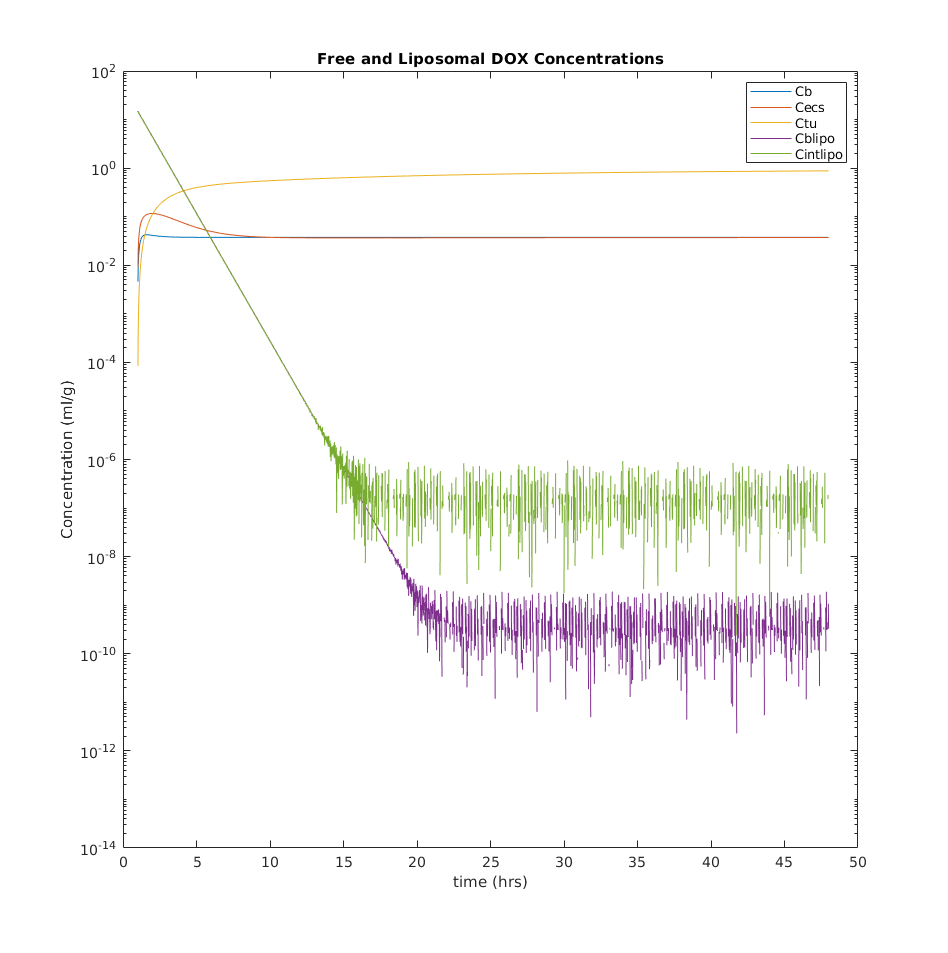 Free and Liposomal DOX Concentrations
Cb
Cecs
Ctu
Cblipo
Cintlipo
10^2
10^0
10^-2
10^-4
10^-6
10^-8
10^-10
10^-12
10^-14
Concentration (ml/g)
0 5 10 15 20 25 30 35 40 45 50
time (hrs)